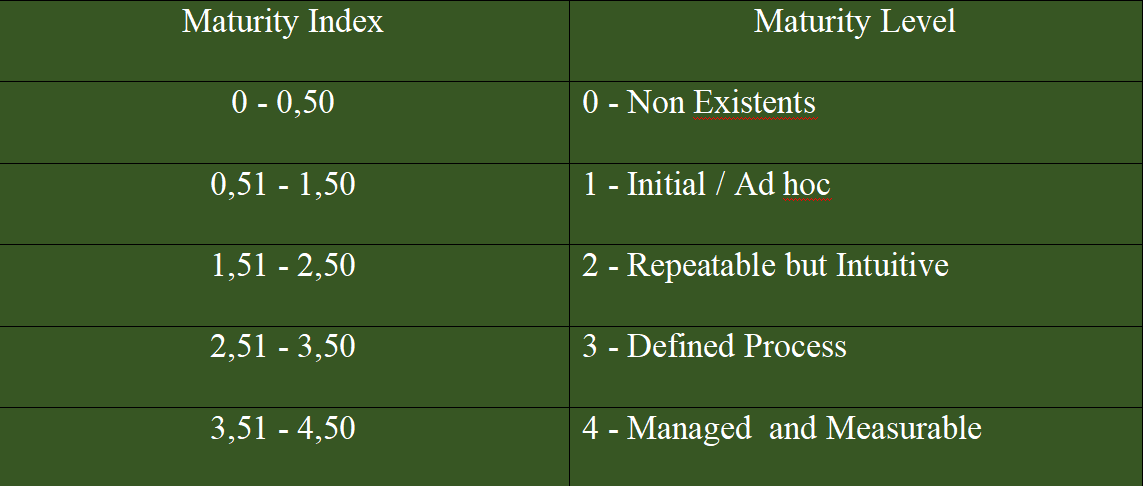 Maturity Index Maturity Level
0 - 0,50 0 - Non Existents
0,51 - 1,50 1 - Initial / Ad hoc
1,51 - 2,50 2 - Repeatable but Intuitive
2,51 - 3,50 3 - Defined Process
3,51 - 4,50 4 - Managed  and Measurable